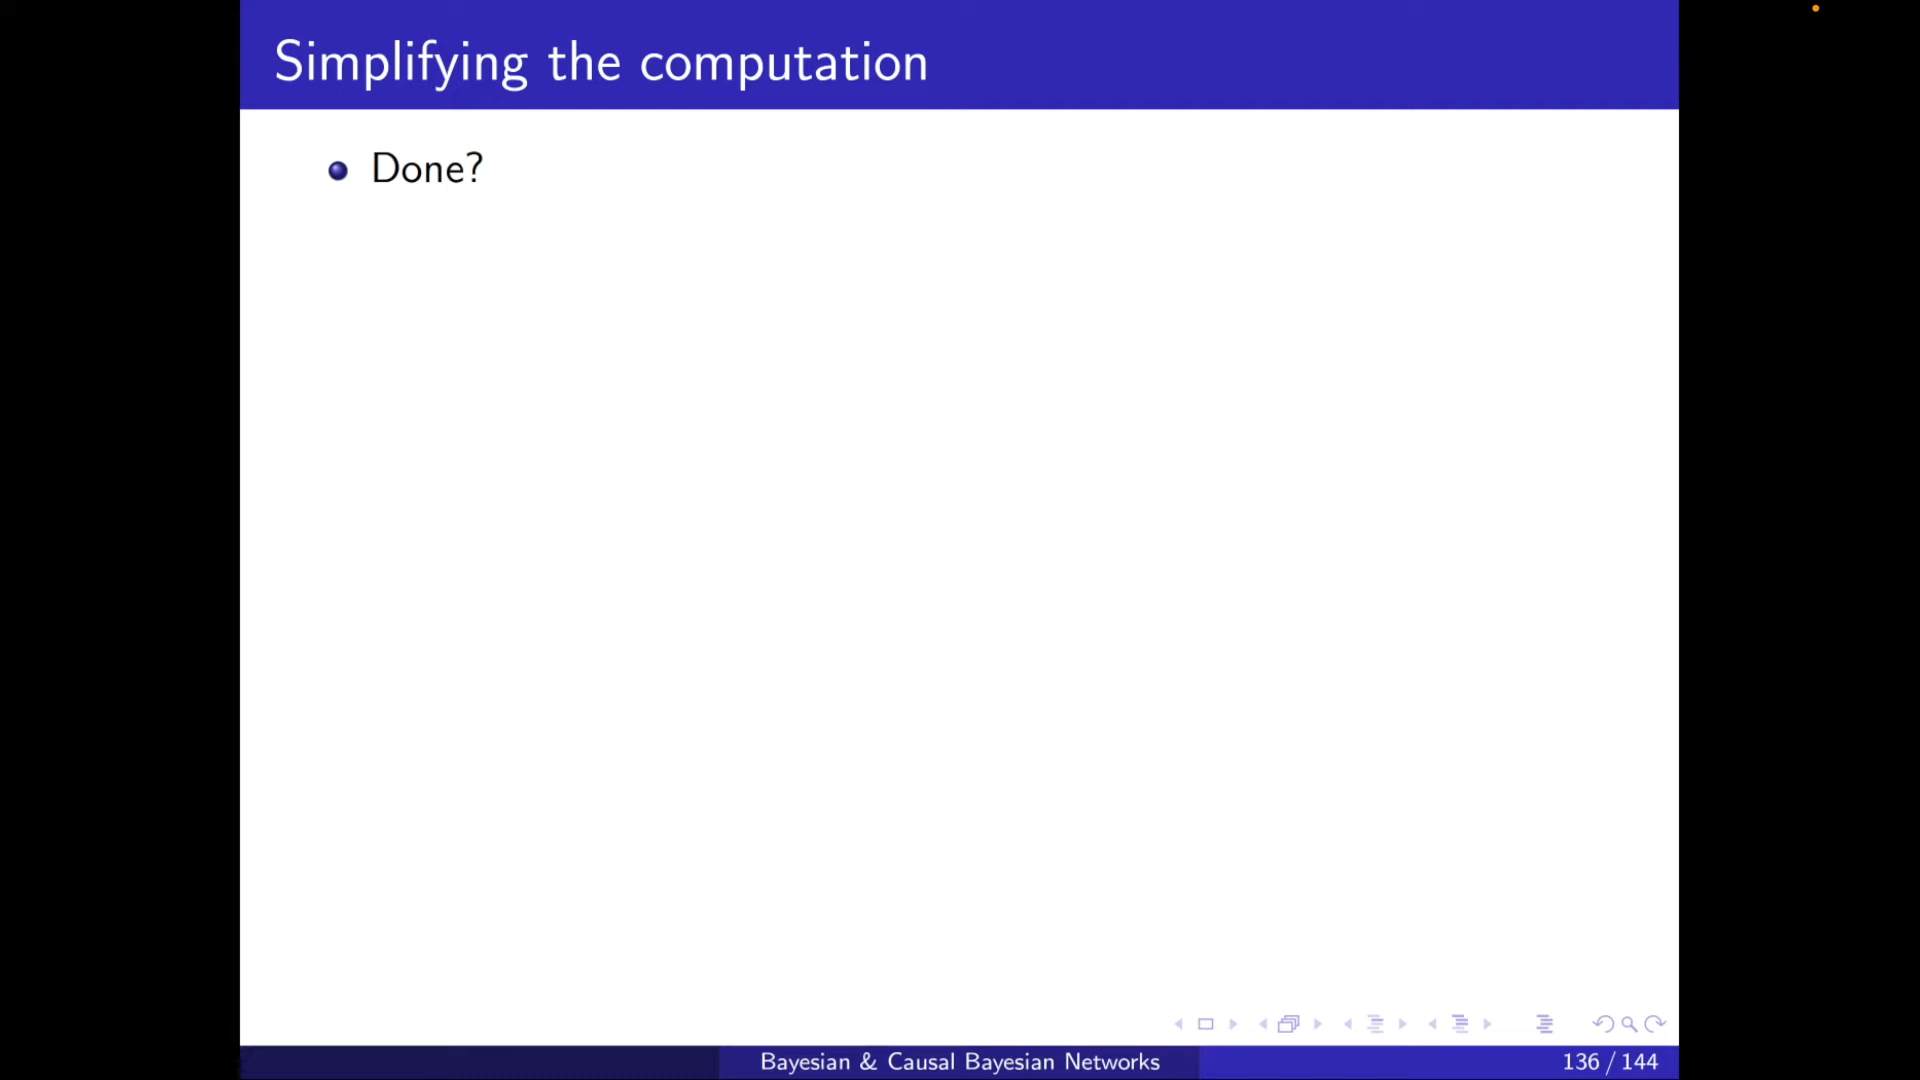 Simplifying the computation
Done?
Bayesian & Causal Bayesian Networks
136 / 144